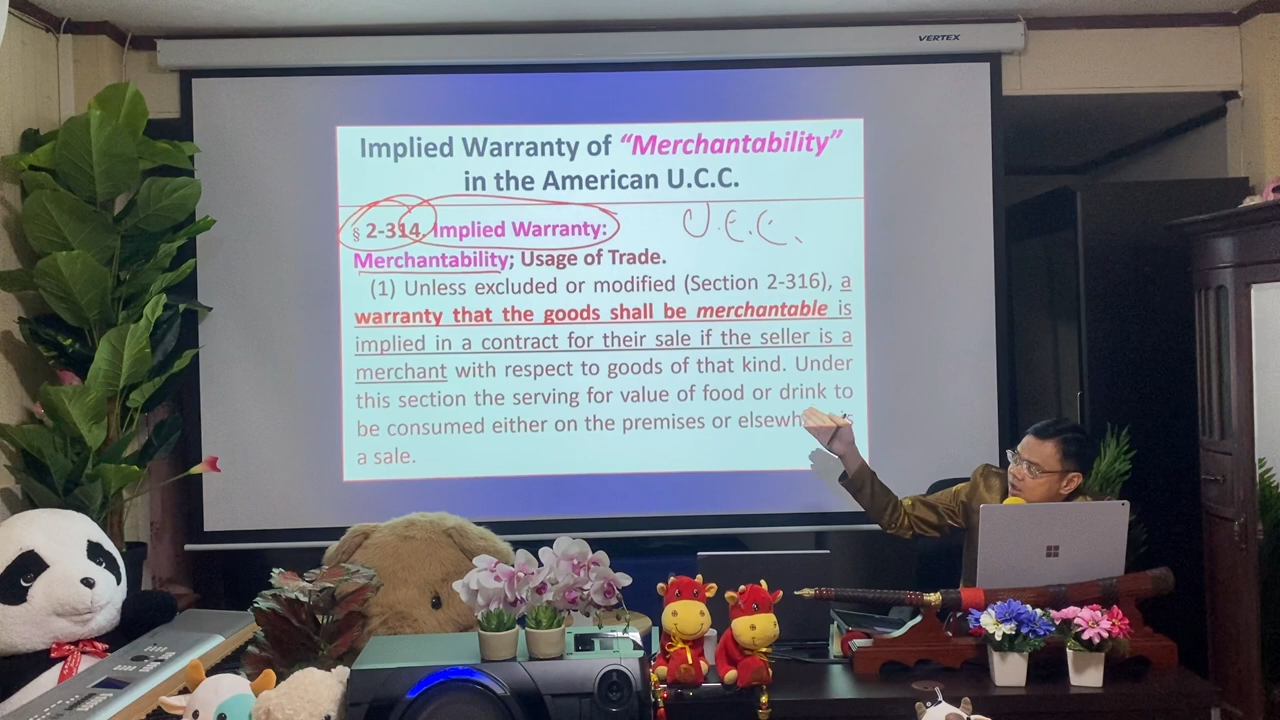 VERTEX
Implied Warranty of “Merchantability”
in the American U.C.C.
§ 2-314. Implied Warranty:
U.C.C.
Merchantability; Usage of Trade.
(1) Unless excluded or modified (Section 2-316), a
warranty that the goods shall be merchantable is
implied in a contract for their sale if the seller is a
merchant with respect to goods of that kind. Under
this section the serving for value of food or drink to
be consumed either on the premises or
a sale.